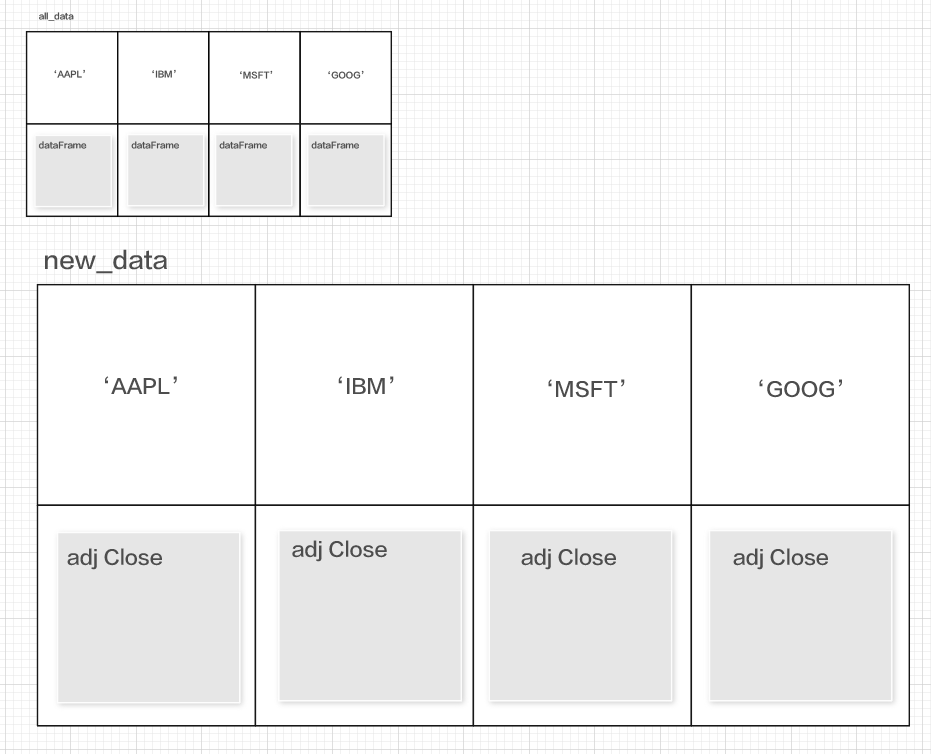 all_data
‘AAPL’
‘IBM’
‘MSFT’
‘GOOG’
dataFrame
dataFrame
dataFrame
dataFrame
new_data
‘AAPL’
‘IBM’
‘MSFT’
‘GOOG’
adj Close
adj Close
adj Close
adj Close